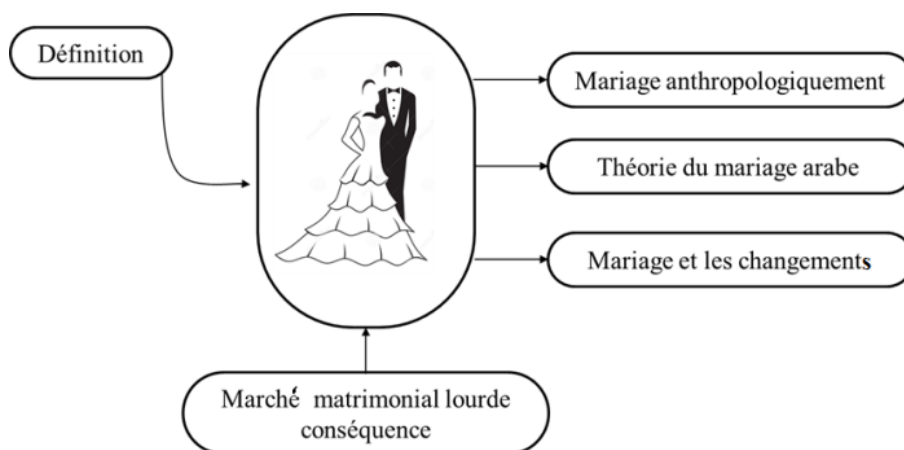 Définition
Mariage anthropologiquement
Théorie du mariage arabe
Mariage et les changements
Marché matrimonial lourde
conséquence